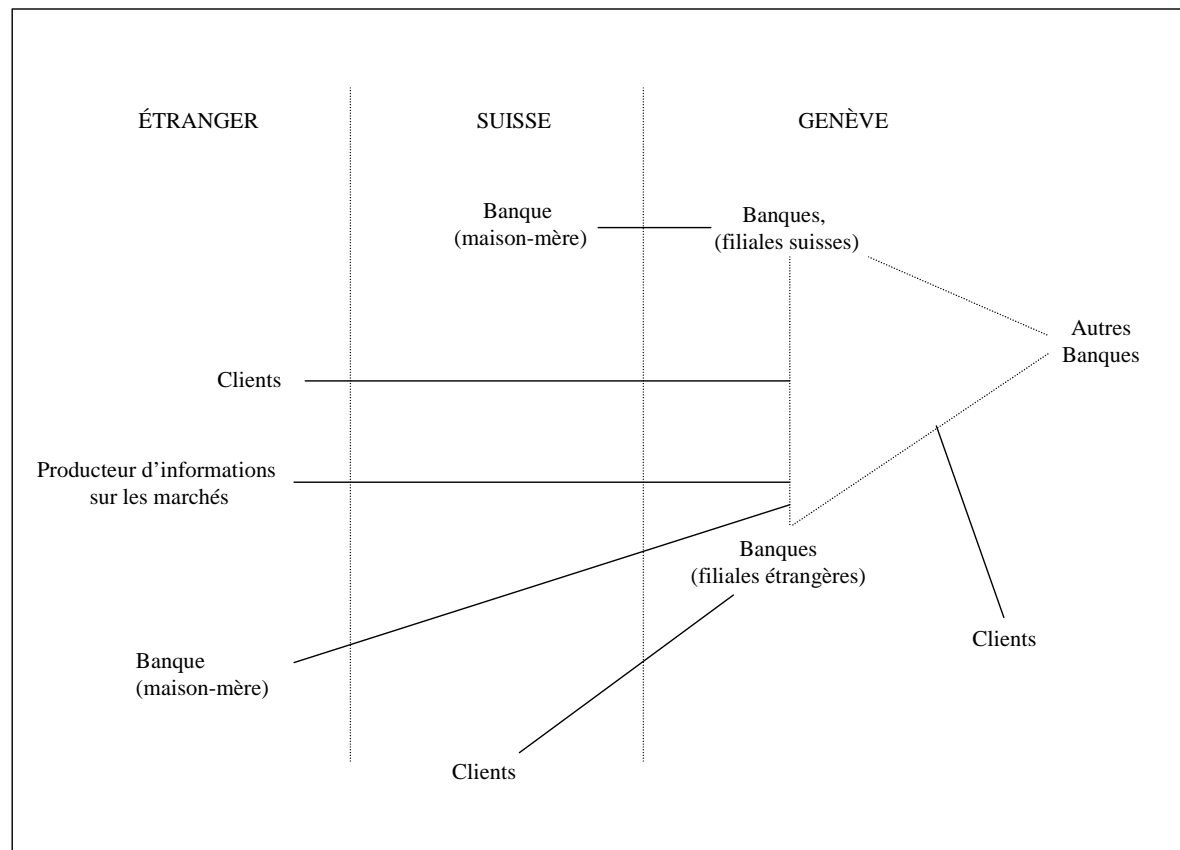 ÉTRANGER
SUISSE
GENÈVE
Banque
(maison-mère)
Banques,
(filiales suisses)
Autres
Banques
Clients
Producteur d’informations
sur les marchés
Banques
(filiales étrangères)
Clients
Banque
(maison-mère)
Clients